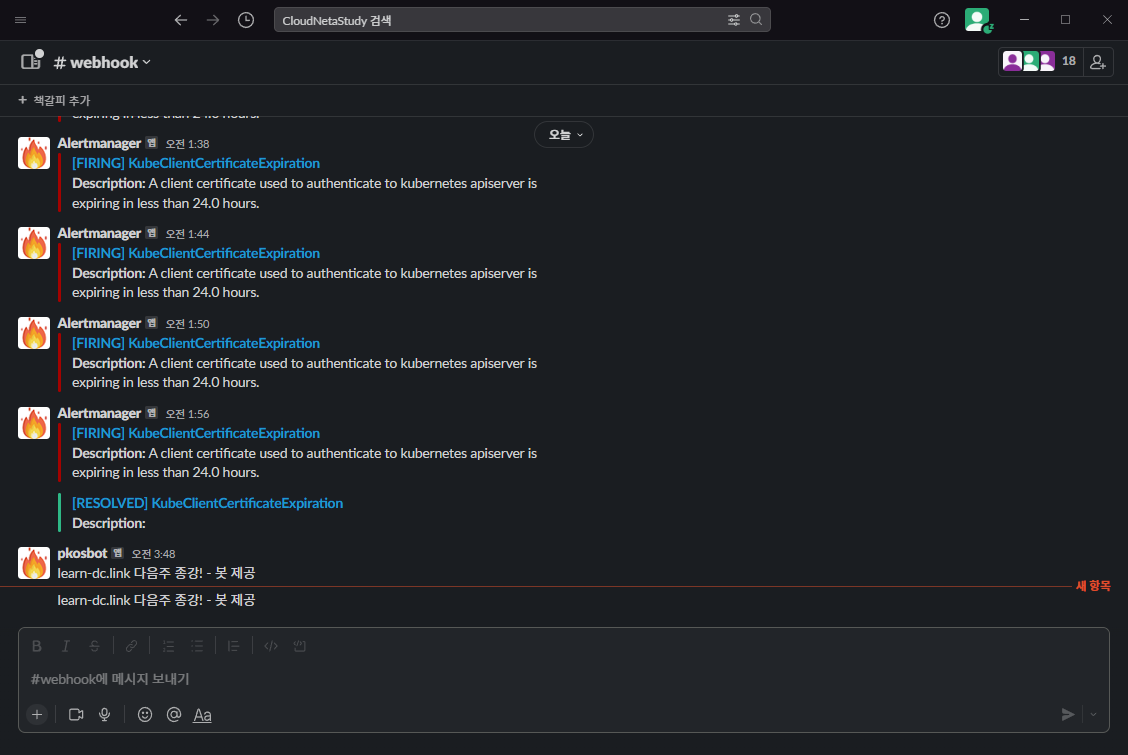 CloudNetaStudy 검색
# webhook
18
+ 책갈피 추가
expiring in less than 24.0 hours.
오늘
Alertmanager 앱 오전 1:38
[FIRING] KubeClientCertificateExpiration
Description: A client certificate used to authenticate to kubernetes apiserver is
expiring in less than 24.0 hours.
Alertmanager 앱 오전 1:44
[FIRING] KubeClientCertificateExpiration
Description: A client certificate used to authenticate to kubernetes apiserver is
expiring in less than 24.0 hours.
Alertmanager 앱 오전 1:50
[FIRING] KubeClientCertificateExpiration
Description: A client certificate used to authenticate to kubernetes apiserver is
expiring in less than 24.0 hours.
Alertmanager 앱 오전 1:56
[FIRING] KubeClientCertificateExpiration
Description: A client certificate used to authenticate to kubernetes apiserver is
expiring in less than 24.0 hours.
[RESOLVED] KubeClientCertificateExpiration
Description:
pkosbot 앱 오전 3:48
learn-dc.link 다음주 종강! - 봇 제공
새 항목
learn-dc.link 다음주 종강! - 봇 제공
B I S
#webhook에 메시지 보내기
Aa